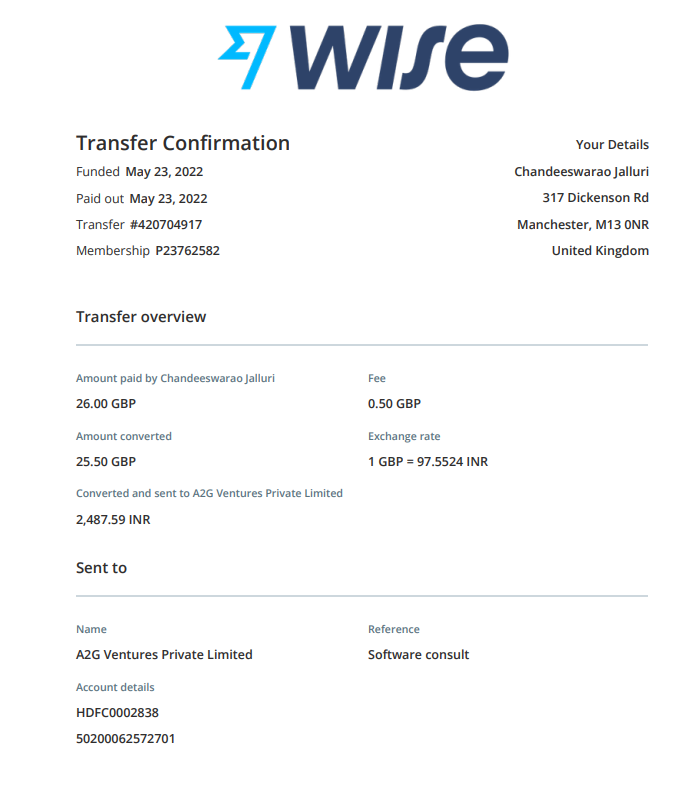 wise
Transfer Confirmation
Funded May 23, 2022
Paid out May 23, 2022
Transfer #420704917
Membership P23762582
Your Details
Chandeeswarao Jalluri
317 Dickenson Rd
Manchester, M13 0NR
United Kingdom
Transfer overview
Amount paid by Chandeeswarao Jalluri
26.00 GBP
Fee
0.50 GBP
Amount converted
25.50 GBP
Exchange rate
1 GBP = 97.5524 INR
Converted and sent to A2G Ventures Private Limited
2,487.59 INR
Sent to
Name
A2G Ventures Private Limited
Reference
Software consult
Account details
HDFC0002838
50200062572701